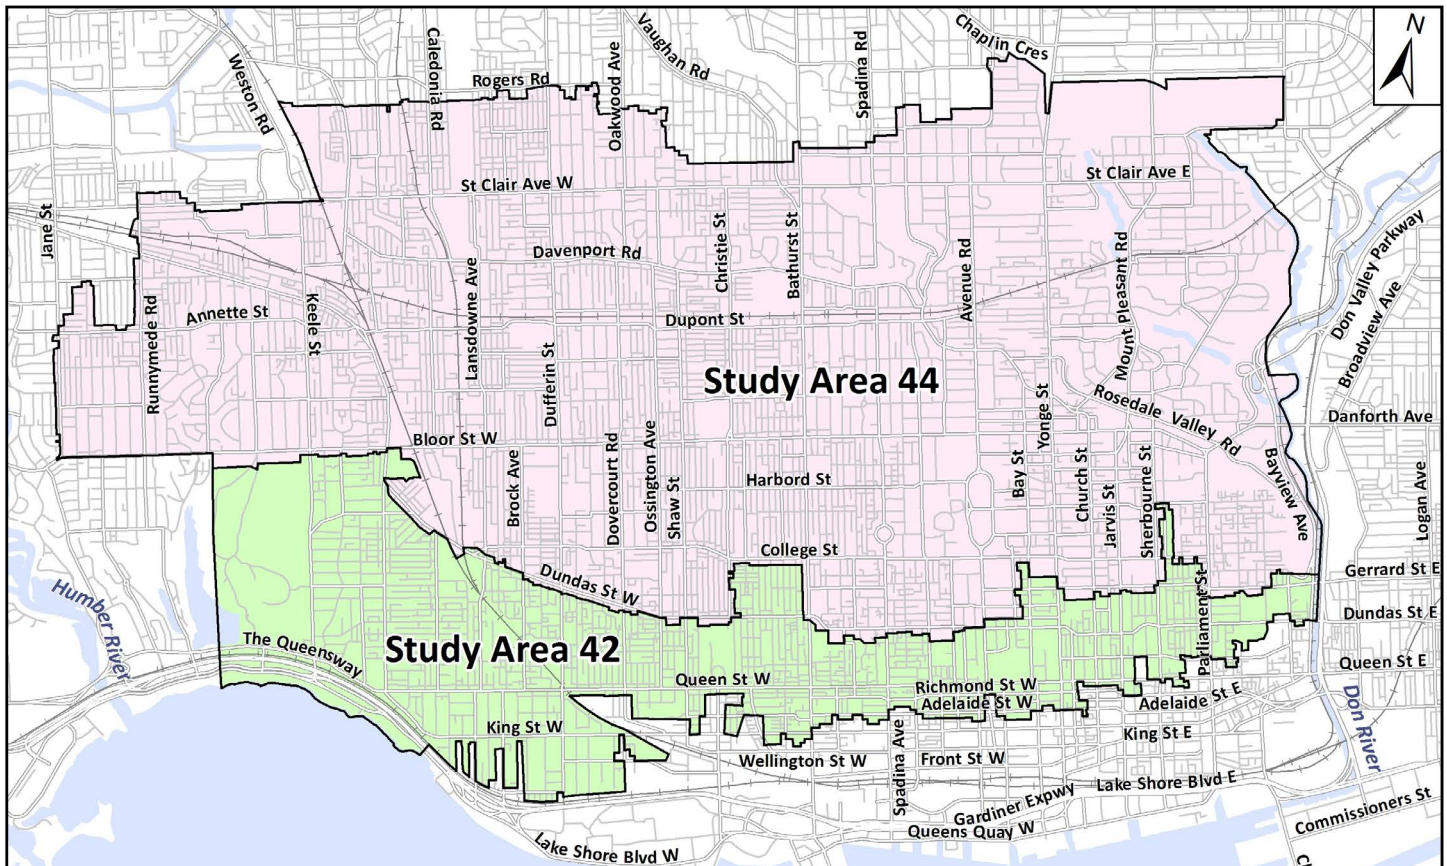 Chaplin Cres
N
Vaughan Rd
Spadina Rd
Caledonia Rd
Oakwood Ave
Weston Rd
Rogers Rd
St Clair Ave W
St Clair Ave E
Jane St
Christie St
Bathurst St
Davenport Rd
Avenue Rd
Mount Pleasant Rd
Don Valley Parkway
Lansdowne Ave
Broadview Ave
Runnymede Rd
Annette St
Keele St
Dupont St
Dufferin St
Study Area 44
Yonge St
Rosedale Valley Rd
Danforth Ave
Bloor St W
Dovercourt Rd
Ossington Ave
Brock Ave
Shaw St
Harbord St
Bay St
Church St
Jarvis St
Sherbourne St
Bayview Ave
Logan Ave
College St
Dundas St W
Gerrard St E
Parliament St
Dundas St E
Humber River
The Queensway
Study Area 42
Queen St W
Queen St E
Richmond St W
Adelaide St W
Adelaide St E
Don River
King St W
King St E
Spadina Ave
Wellington St W
Front St W
Lake Shore Blvd E
Gardiner Expwy
Commissioners St
Queens Quay W
Lake Shore Blvd W